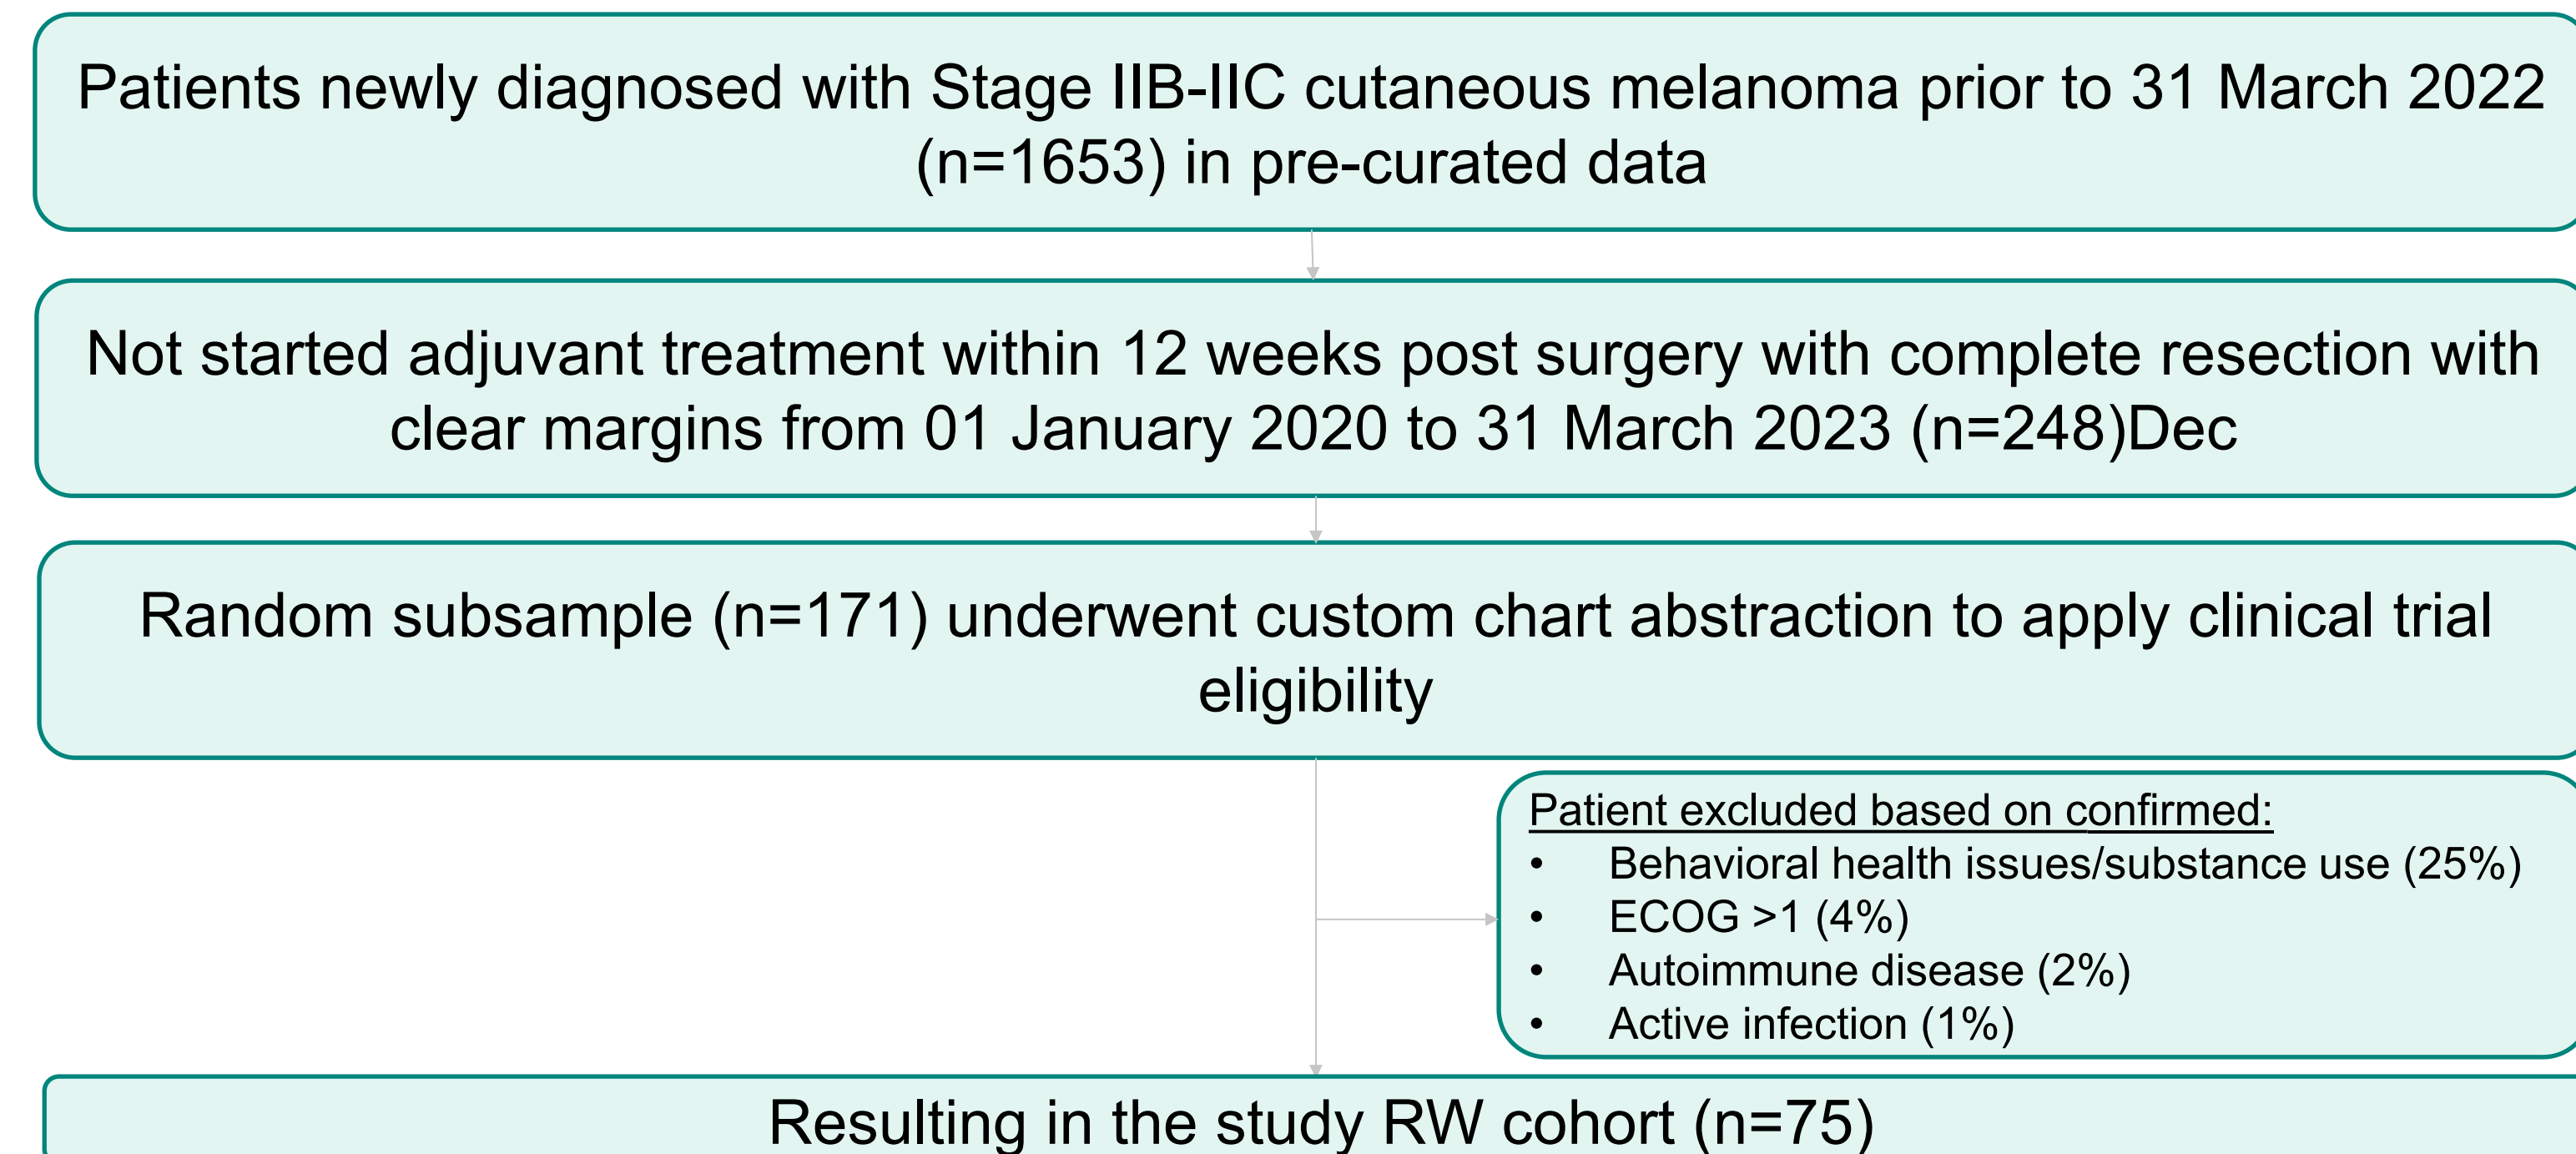 Patients newly diagnosed with Stage IIB-IIC cutaneous melanoma prior to 31 March 2022
(n=1653) in pre-curated data
Not started adjuvant treatment within 12 weeks post surgery with complete resection with
clear margins from 01 January 2020 to 31 March 2023 (n=248)Dec
Random subsample (n=171) underwent custom chart abstraction to apply clinical trial
eligibility
Patient excluded based on confirmed:
• Behavioral health issues/substance use (25%)
• ECOG >1 (4%)
• Autoimmune disease (2%)
• Active infection (1%)
Resulting in the study RW cohort (n=75)